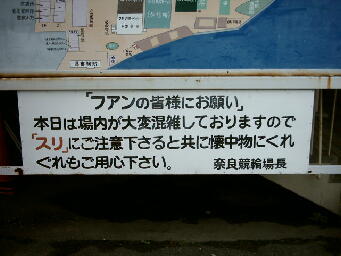 「フアンの皆様にお願い」
本日は場内が大変混雑しておりますので
「スリ」にご注意下さると共に懐中物にくれ
ぐれもご用心下さい。 奈良競輪場長